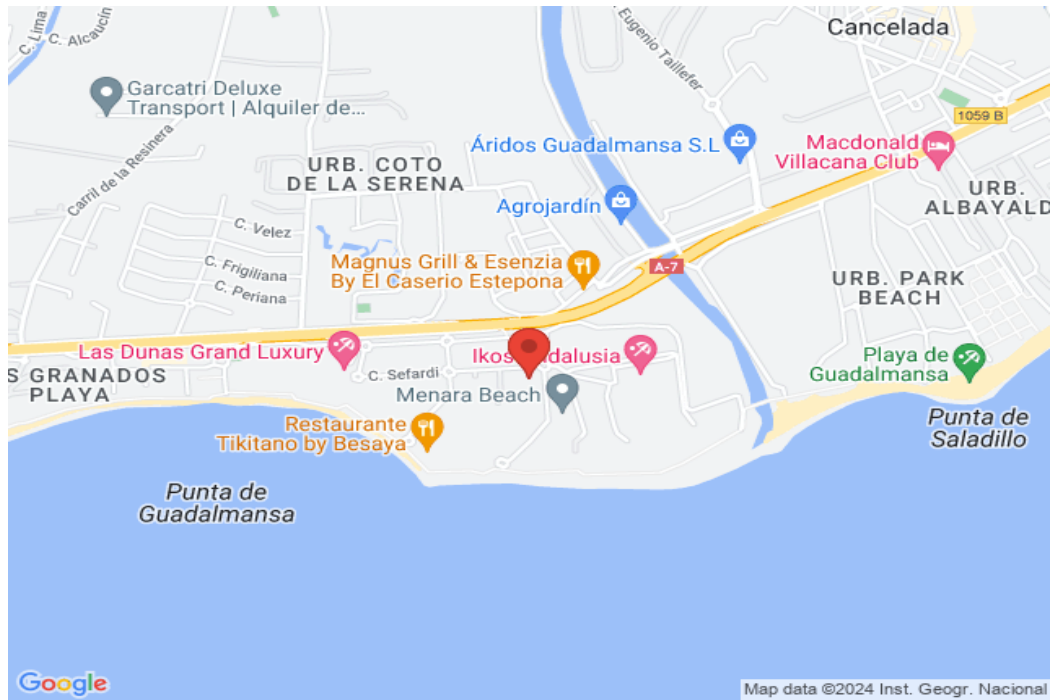 C. Lima
C. Alcaucín
Eugenio Taillefer
Cancelada
Garcatri Deluxe
Transport | Alquiler de...
1059 B
Áridos Guadalmansa S.L
Macdonald
Villacana Club
Carril de la Resinera
URB. COTO
DE LA SERENA
URB.
ALBAYALD
Agrojardín
C. Velez
Magnus Grill & Esenzia
By El Caserio Estepona
A-7
C. Frigiliana
C. Periana
URB. PARK
BEACH
Las Dunas Grand Luxury
Ikos
dalusia
Playa de
Guadalmansa
S GRANADOS
PLAYA
C. Sefardi
Menara Beach
Restaurante
Tikitano by Besaya
Punta de
Saladillo
Punta de
Guadalmansa
Google
Map data ©2024 Inst. Geogr. Nacional